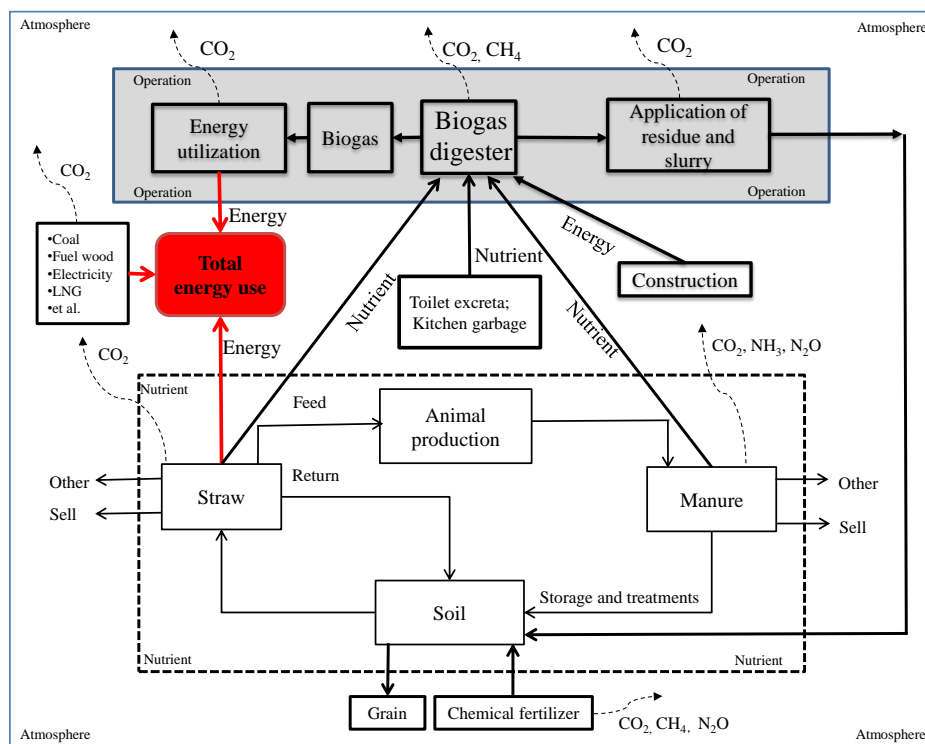 Atmosphere
Atmosphere
CO2
CO2, CH4
CO2
Operation
Operation
Energy
utilization
Biogas
Biogas
digester
Application of
residue and
slurry
Operation
Operation
CO2
Energy
Energy
•Coal
•Fuel wood
•Electricity
•LNG
•et al.
Total
energy use
Nutrient
Nutrient
Nutrient
Construction
Toilet excreta;
Kitchen garbage
Energy
CO2
CO2, NH3, N2O
Nutrient
Feed
Animal
production
Other
Straw
Return
Manure
Other
Sell
Sell
Storage and treatments
Soil
Nutrient
Nutrient
Grain
Chemical fertilizer
CO2, CH4, N2O
Atmosphere
Atmosphere